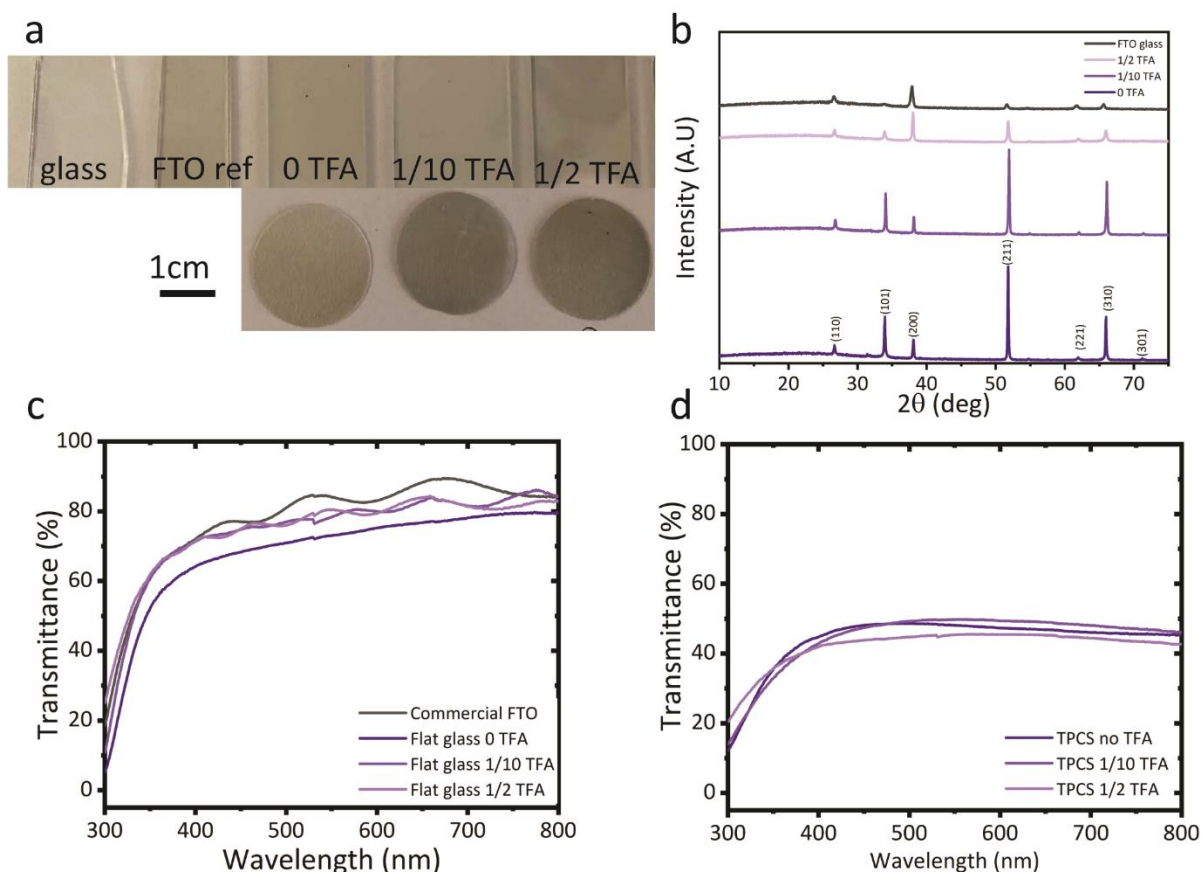 a
glass FTO ref 0 TFA 1/10 TFA 1/2 TFA
1cm
b
FTO glass
1/2 TFA
1/10 TFA
0 TFA
Intensity (A.U)
(110)
(101)
(200)
(211)
(221)
(310)
(301)
10 20 30 40 50 60 70
2θ (deg)
c
100
80
60
40
20
0
Transmittance (%)
Commercial FTO
Flat glass 0 TFA
Flat glass 1/10 TFA
Flat glass 1/2 TFA
300 400 500 600 700 800
Wavelength (nm)
d
100
80
60
40
20
0
Transmittance (%)
TPCS no TFA
TPCS 1/10 TFA
TPCS 1/2 TFA
300 400 500 600 700 800
Wavelength (nm)